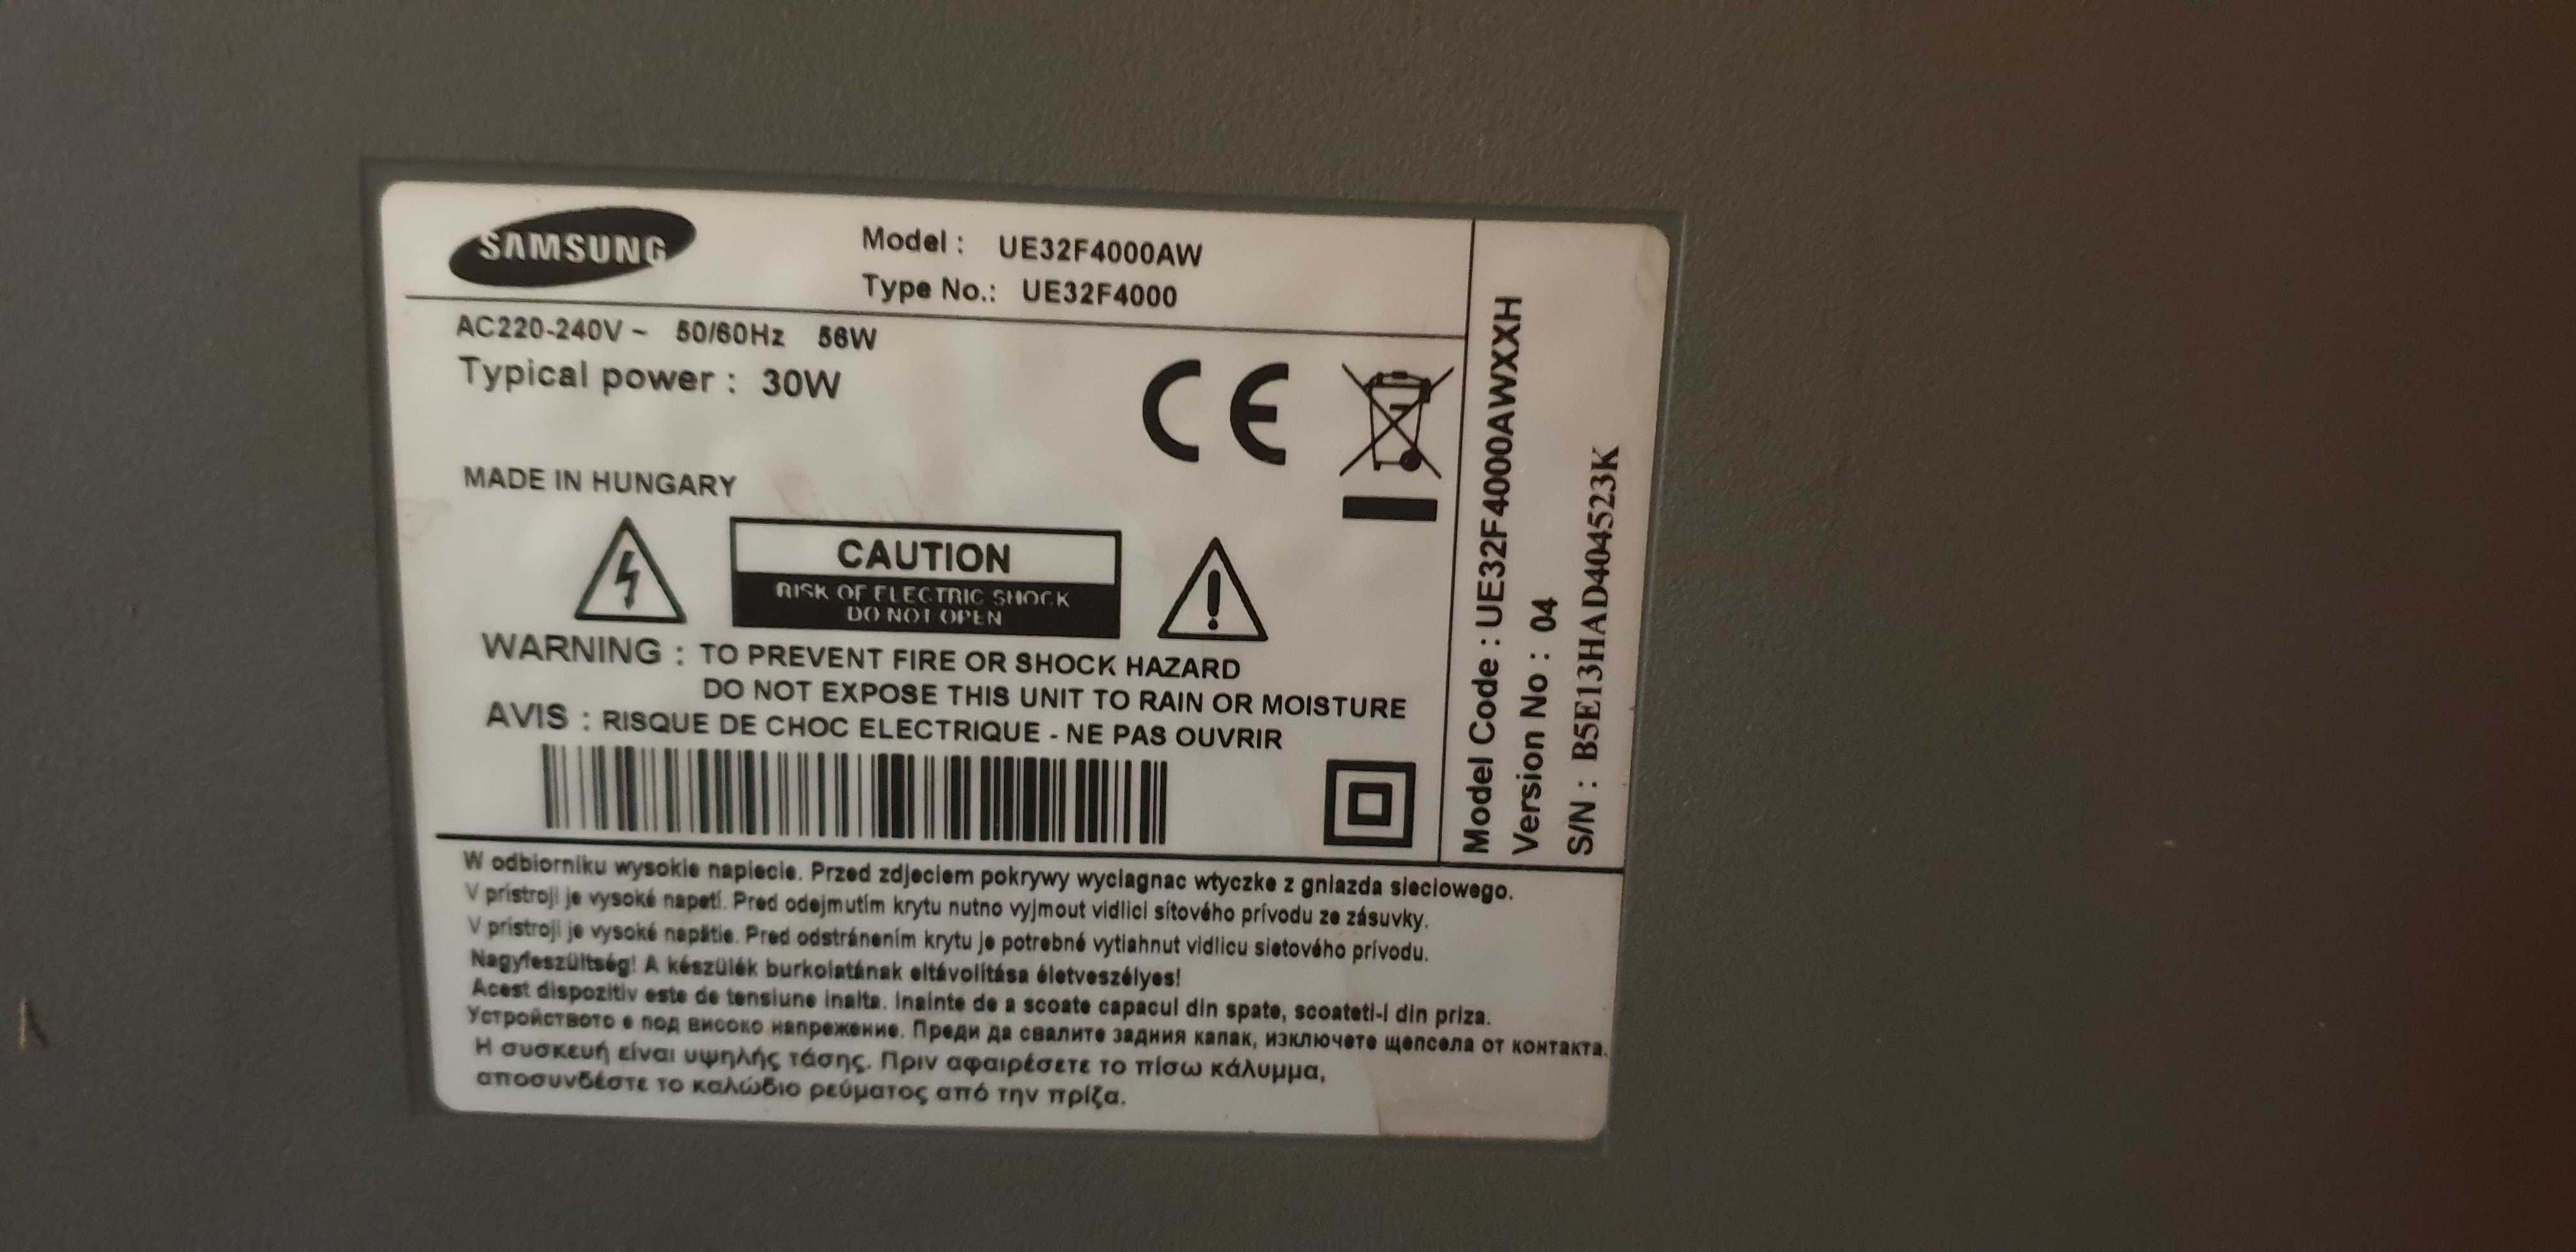 SAMSUNG
Model : UE32F4000AW
Type No.: UE32F4000
AC220-240V ~ 50/60Hz 56W
Typical power : 30W
CE
MADE IN HUNGARY
CAUTION
RISK OF ELECTRIC SHOCK
DO NOT OPEN
WARNING : TO PREVENT FIRE OR SHOCK HAZARD
DO NOT EXPOSE THIS UNIT TO RAIN OR MOISTURE
AVIS : RISQUE DE CHOC ELECTRIQUE - NE PAS OUVRIR
Model Code : UE32F4000AWXXH
Version No : 04
S/N : B5E13HAD404523K
W odbiorniku wysokie napiecie. Przed zdjeciem pokrywy wyciagnac wtyczke z gniazda sieciowego.
V prístroji je vysoké napetí. Pred odejmutím krytu nutno vyjmout vidlici sítového prívodu ze zásuvky.
V prístroji je vysoké napätie. Pred odstránením krytu je potrebné vytiahnut vidlicu sietového prívodu.
Nagyfeszültség! A készülék burkolatának eltávolítása életveszélyes!
Acest dispozitiv este de tensiune inalta. Inainte de a scoate capacul din spate, scoateti-l din priza.
Устройството е под високо напрежение. Преди да свалите задния капак, изключете щепсела от контакта.
Η συσκευή είναι υψηλής τάσης. Πριν αφαιρέσετε το πίσω κάλυμμα,
αποσυνδέστε το καλώδιο ρεύματος από την πρίζα.